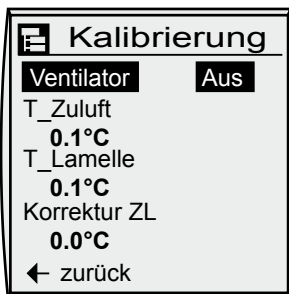 Kalibrierung
Ventilator Aus
T_Zuluft
0.1°C
T_Lamelle
0.1°C
Korrektur ZL
0.0°C
← zurück